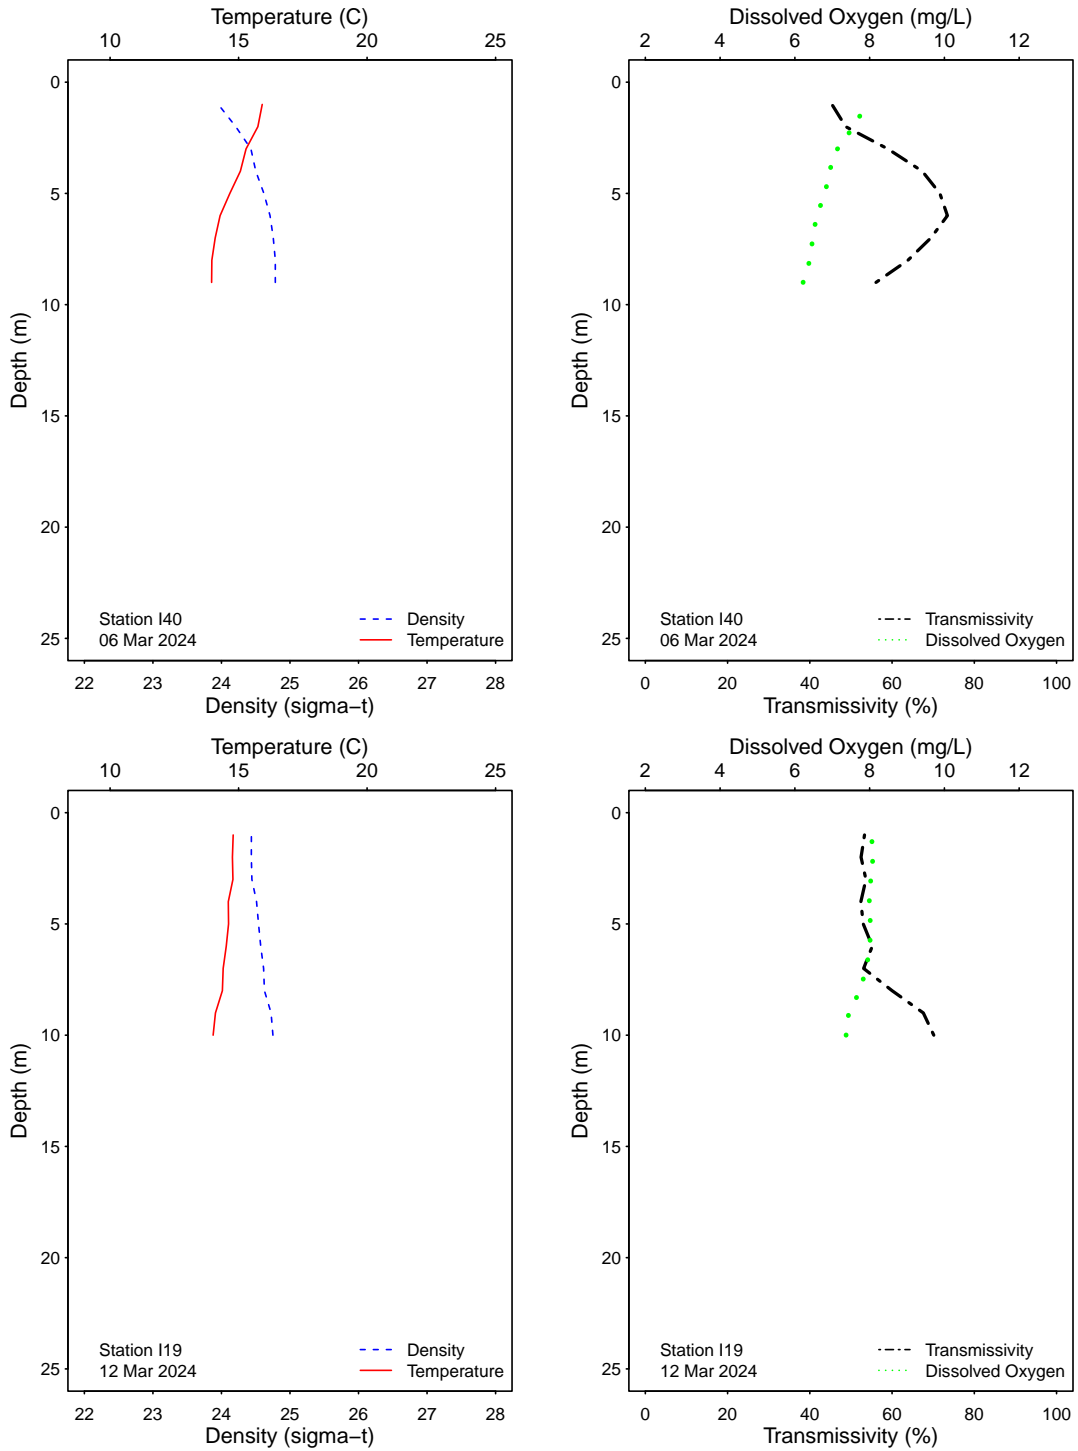 Temperature (C)
10 15 20 25
0
5
10
15
20
25
Depth (m)
Station I40
06 Mar 2024
Density
Temperature
22 23 24 25 26 27 28
Density (sigma−t)
Dissolved Oxygen (mg/L)
2 4 6 8 10 12
0
5
10
15
20
25
Depth (m)
Station I40
06 Mar 2024
Transmissivity
Dissolved Oxygen
0 20 40 60 80 100
Transmissivity (%)
Temperature (C)
10 15 20 25
0
5
10
15
20
25
Depth (m)
Station I19
12 Mar 2024
Density
Temperature
22 23 24 25 26 27 28
Density (sigma−t)
Dissolved Oxygen (mg/L)
2 4 6 8 10 12
0
5
10
15
20
25
Depth (m)
Station I19
12 Mar 2024
Transmissivity
Dissolved Oxygen
0 20 40 60 80 100
Transmissivity (%)